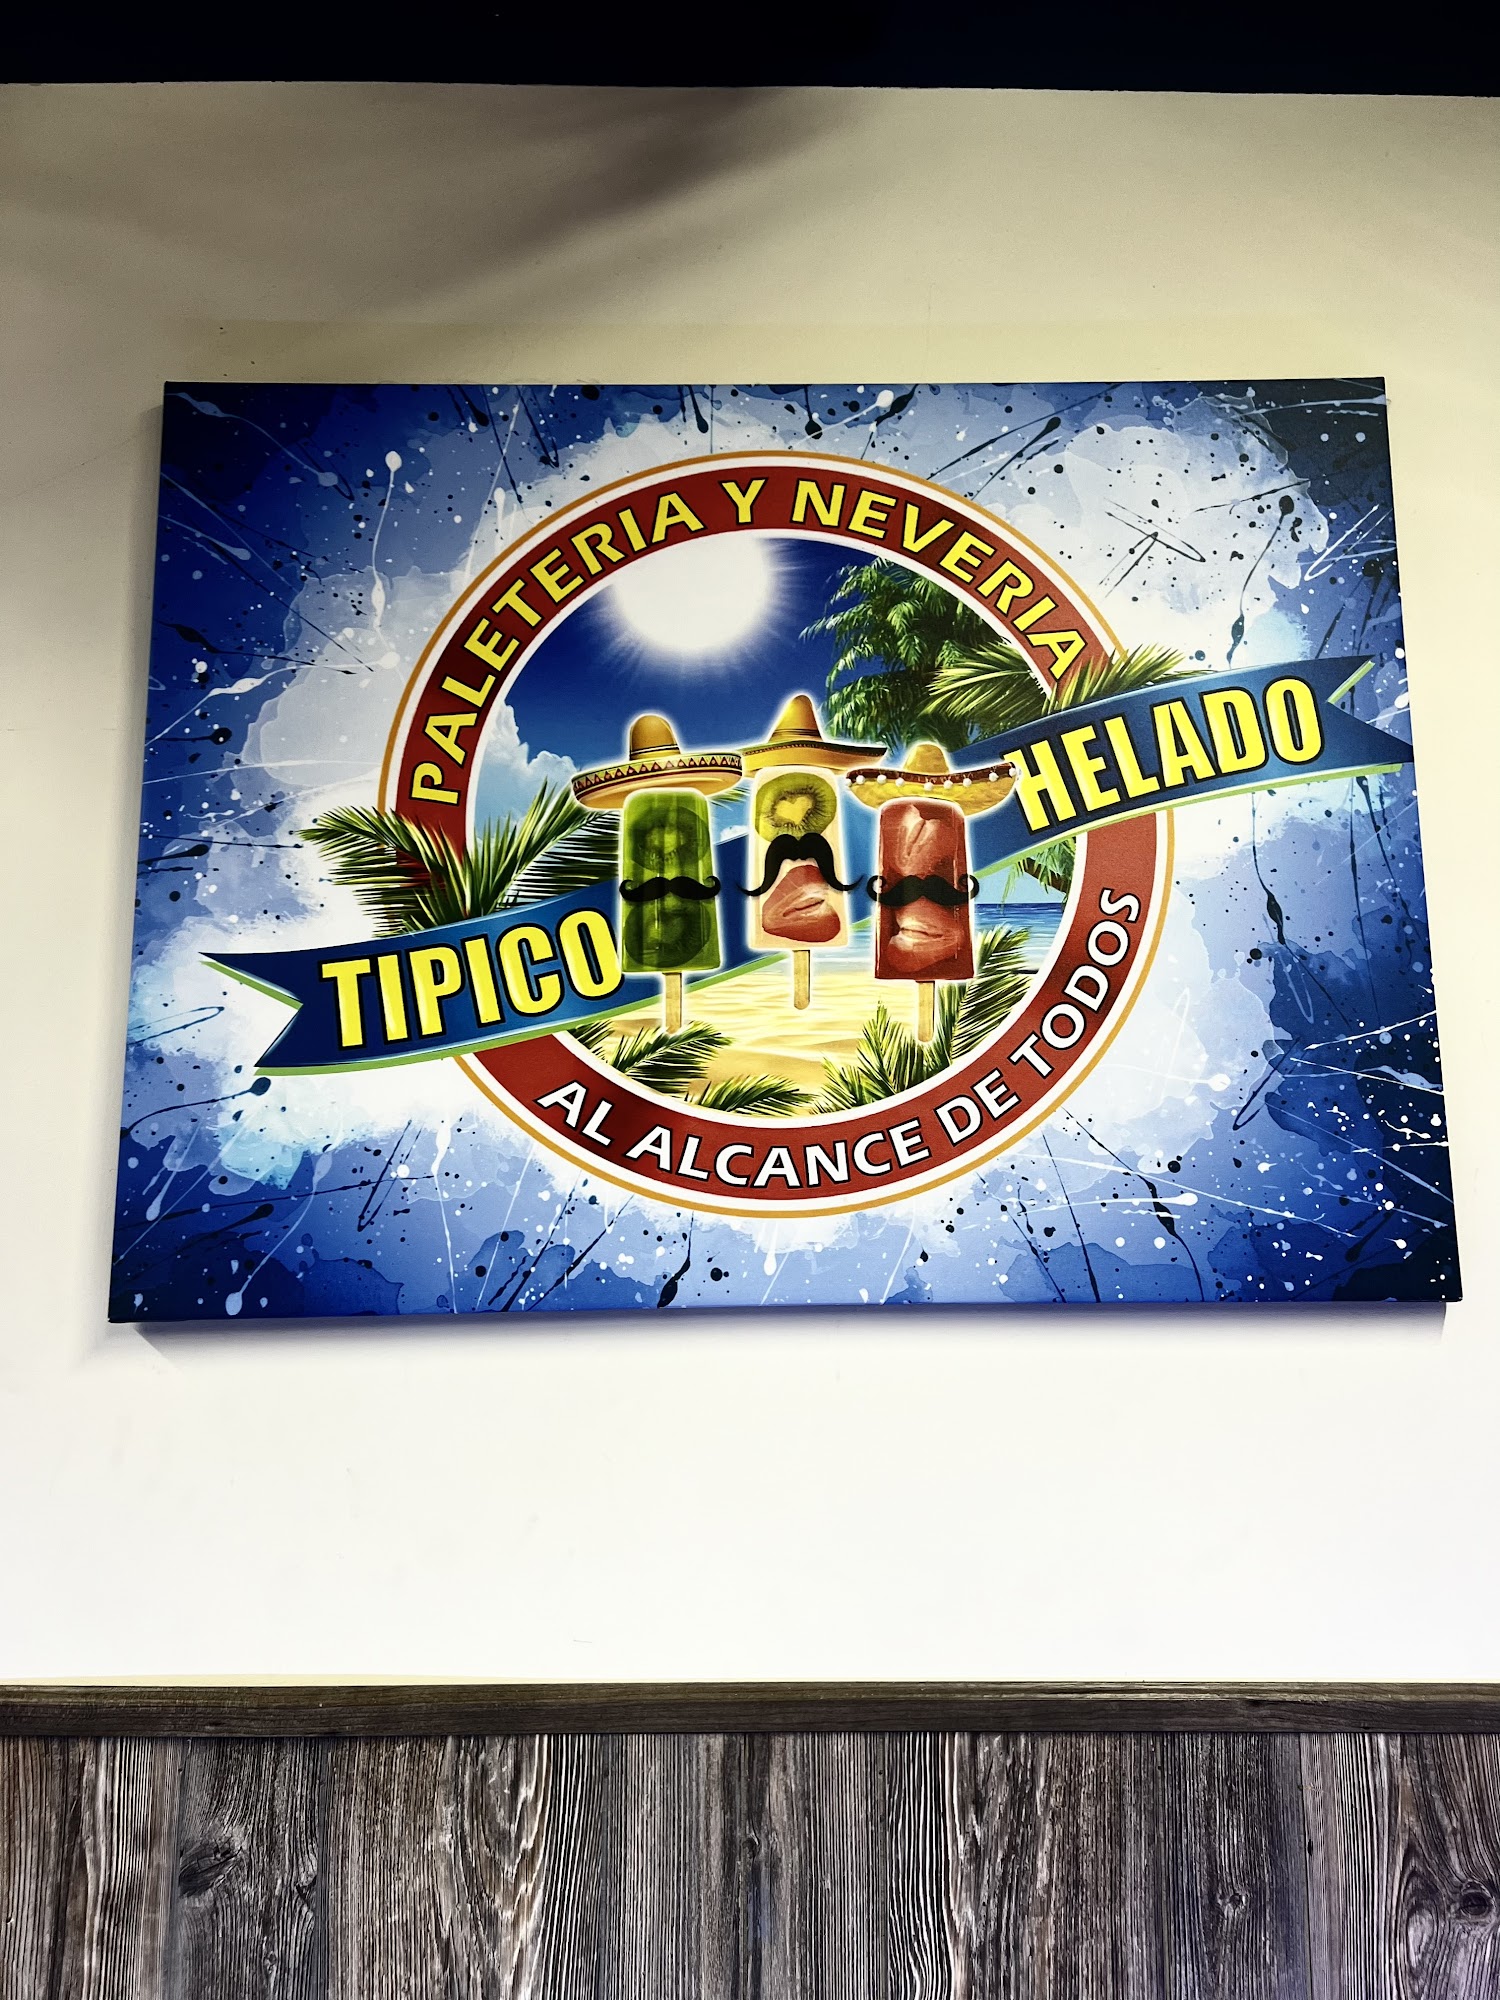 PALETERIA Y NEVERIA
TIPICO HELADO
AL ALCANCE DE TODOS